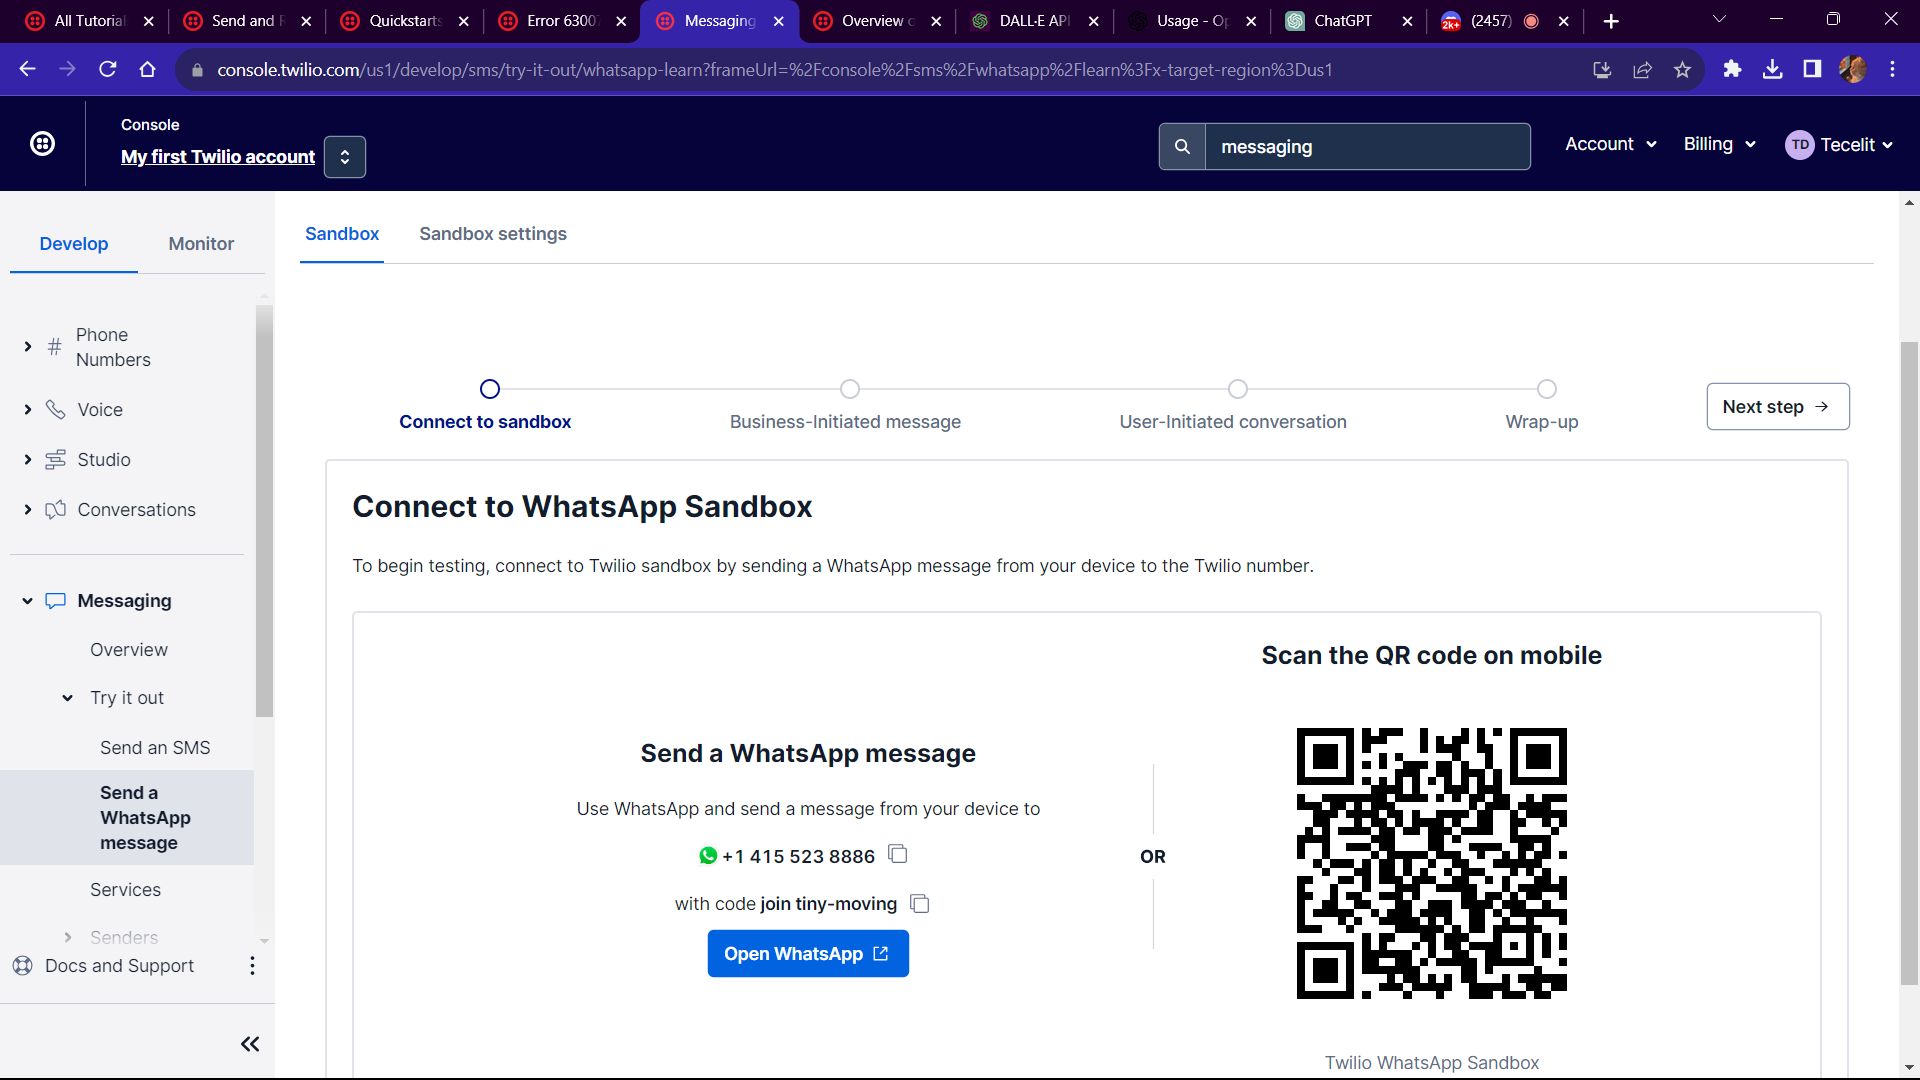 All Tutorial
Send and R
Quickstarts
Error 63007
Messaging
Overview o
DALL·E API
Usage - Op
ChatGPT
2k+
(2457)
console.twilio.com/us1/develop/sms/try-it-out/whatsapp-learn?frameUrl=%2Fconsole%2Fsms%2Fwhatsapp%2Flearn%3Fx-target-region%3Dus1
Console
My first Twilio account
messaging
Account
Billing
TD
Tecelit
Develop
Monitor
Sandbox
Sandbox settings
Phone
Numbers
Voice
Studio
Conversations
Messaging
Overview
Try it out
Send an SMS
Send a
WhatsApp
message
Services
Senders
Docs and Support
Connect to sandbox
Business-Initiated message
User-Initiated conversation
Wrap-up
Next step →
Connect to WhatsApp Sandbox
To begin testing, connect to Twilio sandbox by sending a WhatsApp message from your device to the Twilio number.
Send a WhatsApp message
Use WhatsApp and send a message from your device to
+1 415 523 8886
with code join tiny-moving
Open WhatsApp
OR
Scan the QR code on mobile
Twilio WhatsApp Sandbox